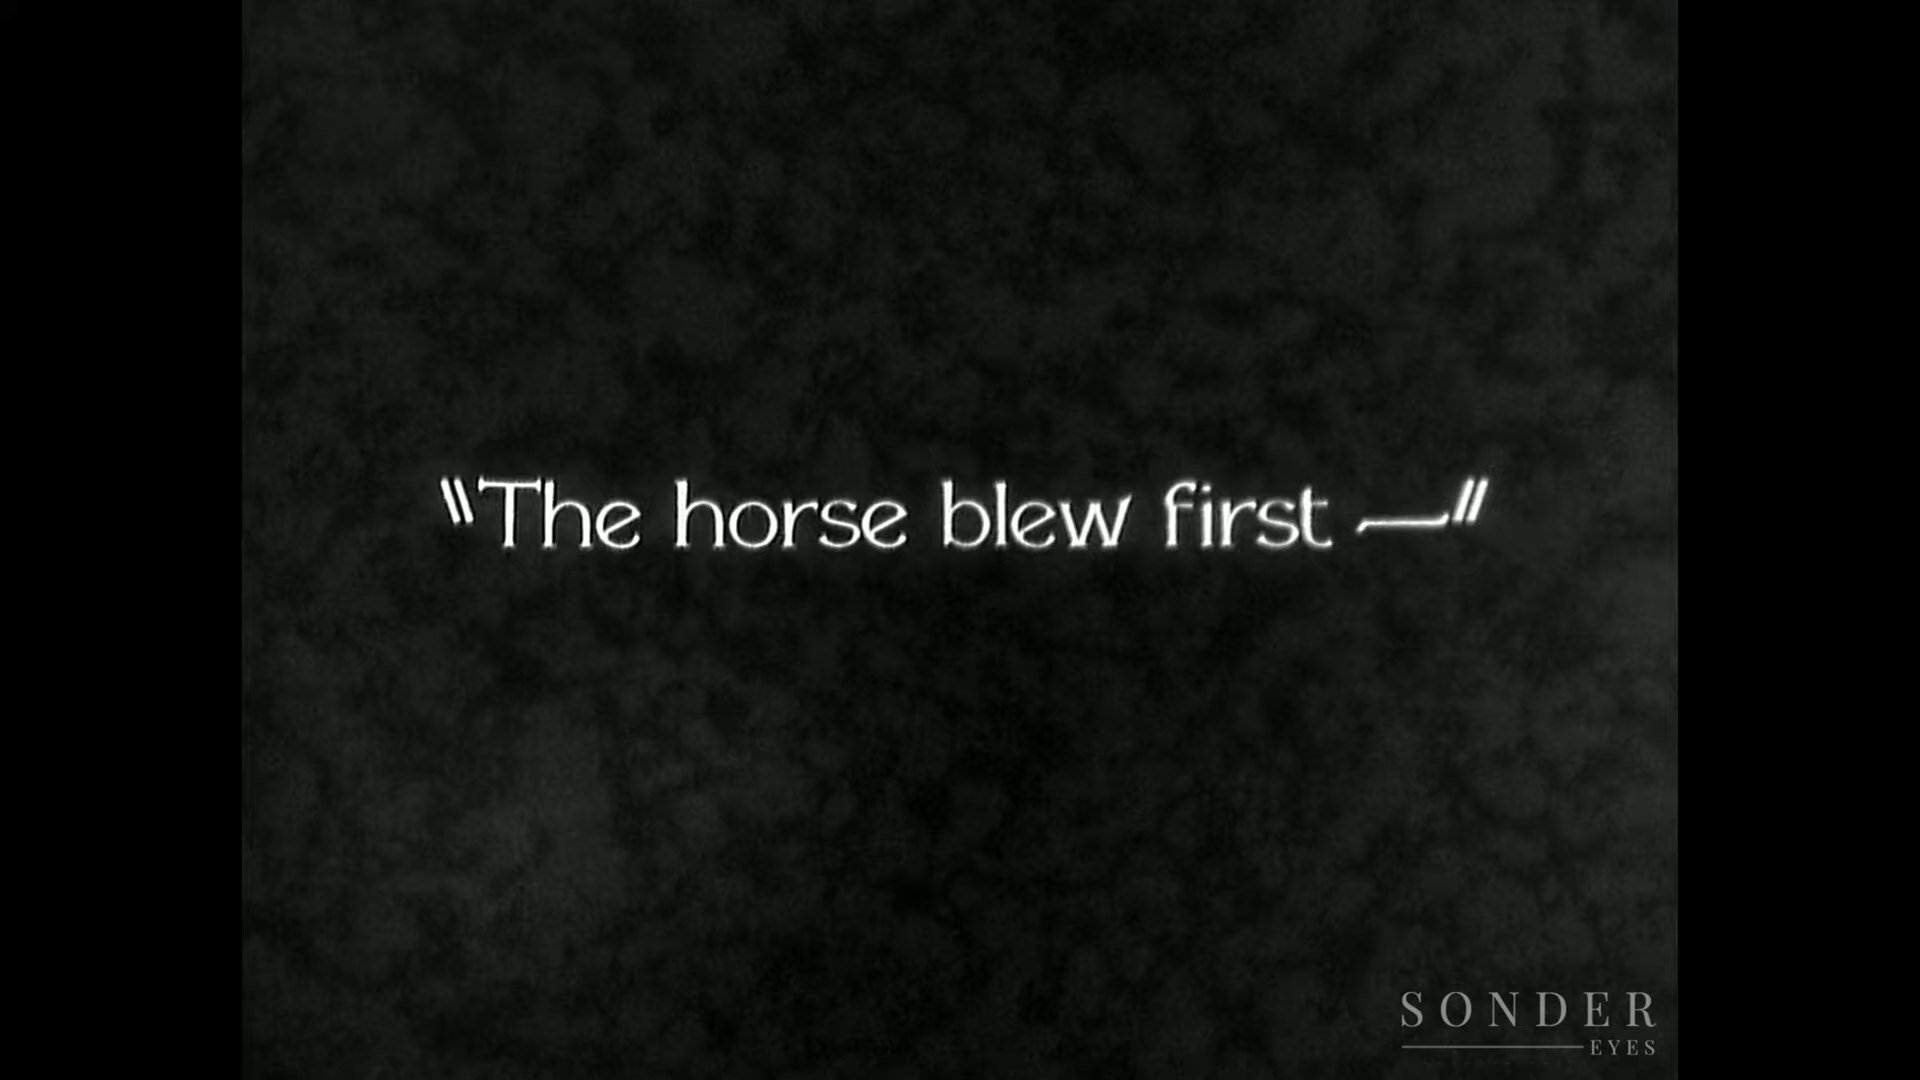 "The horse blew first —"
SONDER
EYES